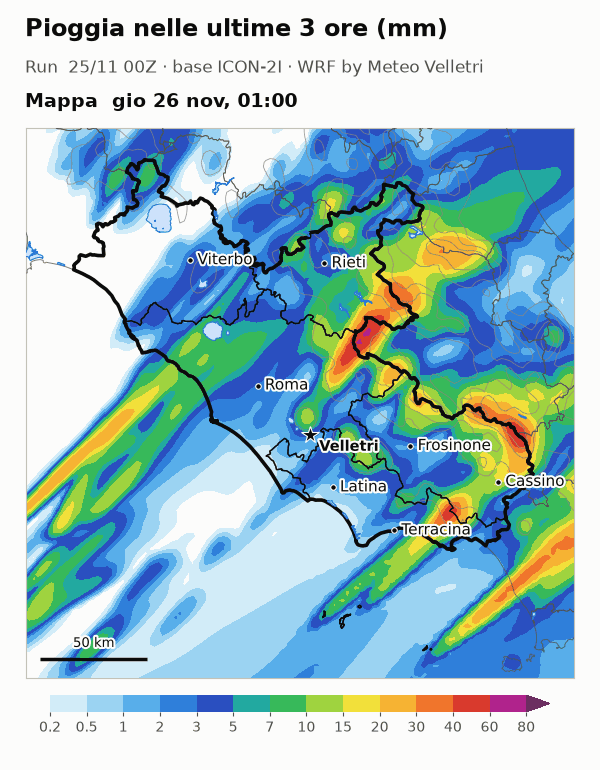 Pioggia nelle ultime 3 ore (mm)
Run  25/11 00Z · base ICON-2I · WRF by Meteo Velletri
Mappa  gio 26 nov, 01:00
Viterbo
Rieti
Roma
Velletri
Frosinone
Latina
Cassino
Terracina
50 km
0.2 0.5 1 2 3 5 7 10 15 20 30 40 60 80